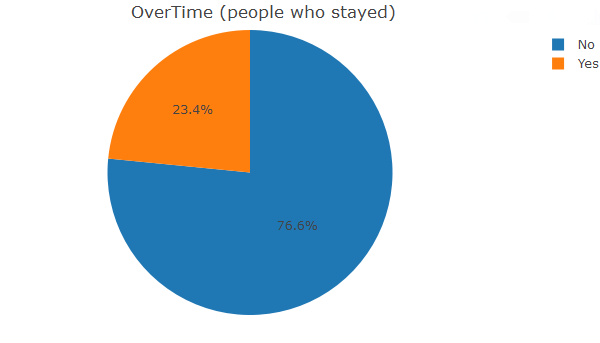 OverTime (people who stayed)
No
Yes
23.4%
76.6%